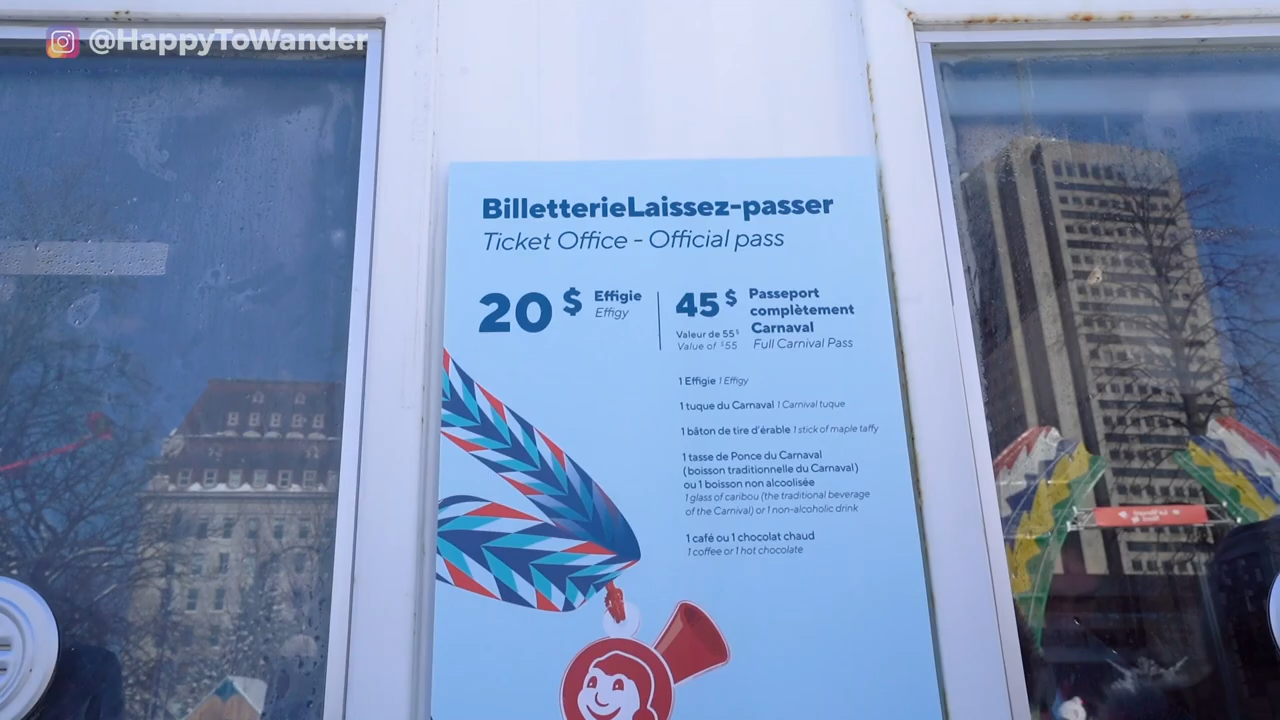 @HappyToWander
BilletterieLaissez-passer
Ticket Office - Official pass
20$ Effigie
Effigy
45$ Passeport
complètement
Carnaval
Full Carnival Pass
Valeur de 55$
Value of $55
1 Effigie 1 Effigy
1 tuque du Carnaval 1 Carnival tuque
1 bâton de tire d'érable 1 stick of maple taffy
1 tasse de Ponce du Carnaval
(boisson traditionnelle du Carnaval)
ou 1 boisson non alcoolisée
1 glass of caribou (the traditional beverage
of the Carnival) or 1 non-alcoholic drink
1 café ou 1 chocolat chaud
1 coffee or 1 hot chocolate